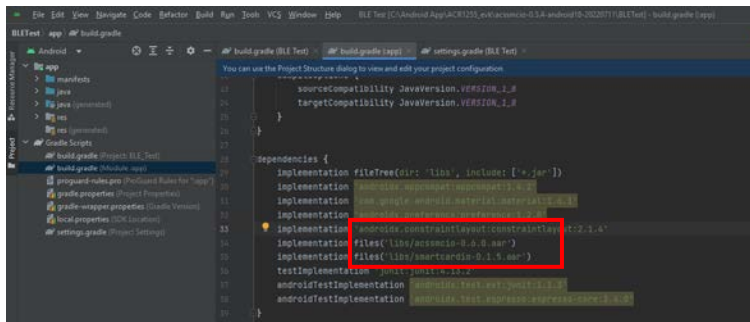 File Edit View Navigate Code Refactor Build Run Tools VCS Window Help BLE Test [C:\Android App\ACR1255_evk\acssmcio-0.5.4-android10-20220711\BLETest] - build.gradle (:app)
BLETest app build.gradle
Android
build.gradle (BLE Test) build.gradle (:app) settings.gradle (BLE Test)
You can use the Project Structure dialog to view and edit your project configuration
Resource Manager
Project
app
manifests
java
java (generated)
res
res (generated)
Gradle Scripts
build.gradle (Project: BLE_Test)
build.gradle (Module: app)
proguard-rules.pro (ProGuard Rules for ":app")
gradle.properties (Project Properties)
gradle-wrapper.properties (Gradle Version)
local.properties (SDK Location)
settings.gradle (Project Settings)
sourceCompatibility JavaVersion.VERSION_1_8
targetCompatibility JavaVersion.VERSION_1_8
}
}
dependencies {
implementation fileTree(dir: 'libs', include: ['*.jar'])
implementation 'androidx.appcompat:appcompat:1.4.2'
implementation 'com.google.android.material:material:1.6.1'
implementation 'androidx.preference:preference:1.2.0'
33 implementation 'androidx.constraintlayout:constraintlayout:2.1.4'
implementation files('libs/acssmcio-0.6.0.aar')
implementation files('libs/smartcardio-0.1.5.aar')
testImplementation 'junit:junit:4.13.2'
androidTestImplementation 'androidx.test.ext:junit:1.1.3'
androidTestImplementation 'androidx.test.espresso:espresso-core:3.4.0'
}